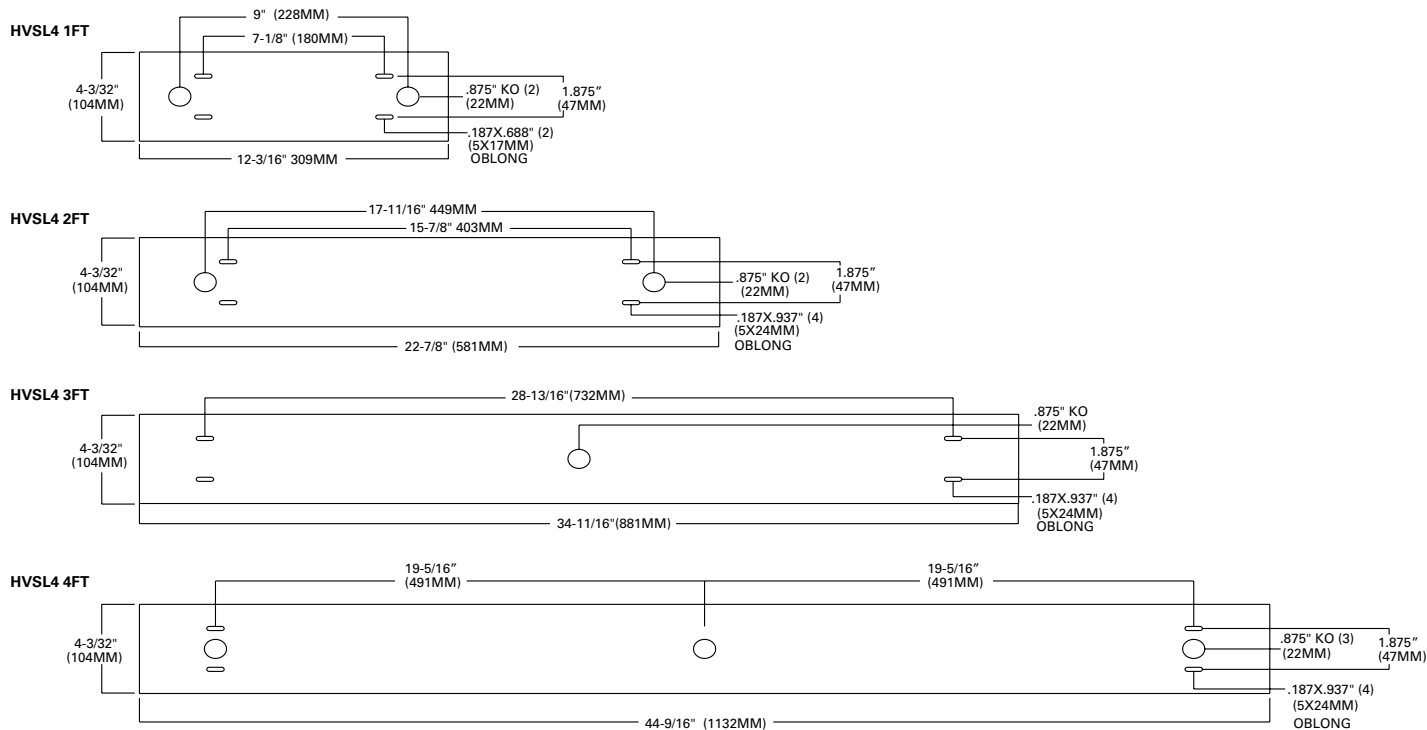 HVSL4 1FT
9" (228MM)
7-1/8" (180MM)
4-3/32"
(104MM)
.875" KO (2)
(22MM)
1.875"
(47MM)
.187X.688" (2)
(5X17MM)
OBLONG
12-3/16" 309MM
HVSL4 2FT
17-11/16" 449MM
15-7/8" 403MM
4-3/32"
(104MM)
.875" KO (2)
(22MM)
1.875"
(47MM)
.187X.937" (4)
(5X24MM)
OBLONG
22-7/8" (581MM)
HVSL4 3FT
28-13/16"(732MM)
.875" KO
(22MM)
4-3/32"
(104MM)
1.875"
(47MM)
.187X.937" (4)
(5X24MM)
OBLONG
34-11/16"(881MM)
HVSL4 4FT
19-5/16"
(491MM)
19-5/16"
(491MM)
4-3/32"
(104MM)
.875" KO (3)
(22MM)
1.875"
(47MM)
.187X.937" (4)
(5X24MM)
OBLONG
44-9/16" (1132MM)